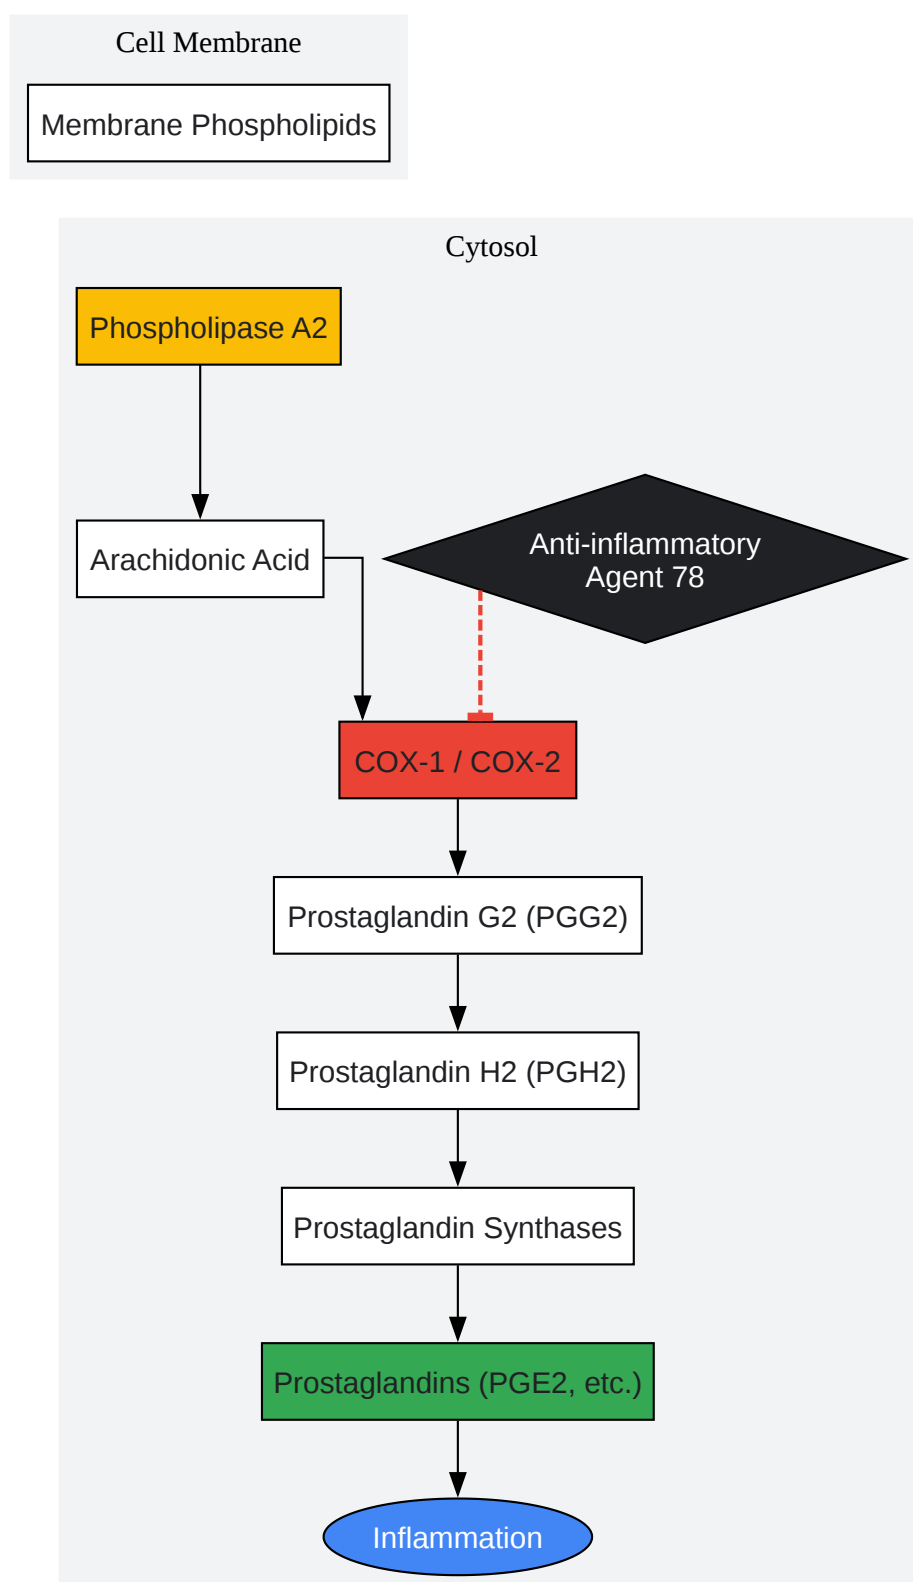 Cell Membrane
Membrane Phospholipids
Cytosol
Phospholipase A2
Arachidonic Acid
Anti-inflammatory
Agent 78
COX-1 / COX-2
Prostaglandin G2 (PGG2)
Prostaglandin H2 (PGH2)
Prostaglandin Synthases
Prostaglandins (PGE2, etc.)
Inflammation